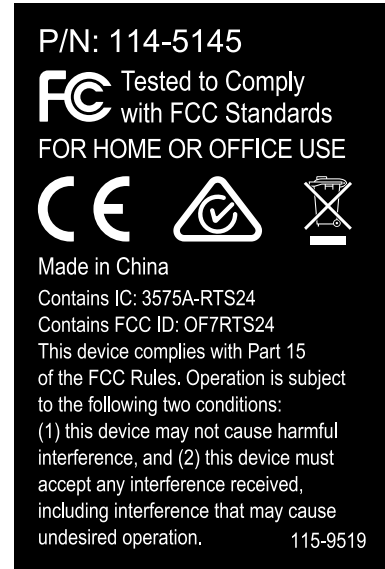 P/N: 114-5145
FC Tested to Comply
with FCC Standards
FOR HOME OR OFFICE USE
CE
Made in China
Contains IC: 3575A-RTS24
Contains FCC ID: OF7RTS24
This device complies with Part 15
of the FCC Rules. Operation is subject
to the following two conditions:
(1) this device may not cause harmful
interference, and (2) this device must
accept any interference received,
including interference that may cause
undesired operation. 115-9519